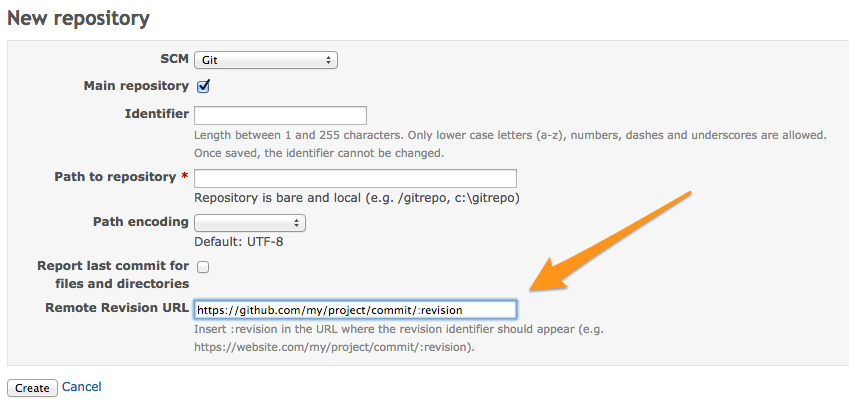 New repository
SCM Git
Main repository
Identifier
Length between 1 and 255 characters. Only lower case letters (a-z), numbers, dashes and underscores are allowed.
Once saved, the identifier cannot be changed.
Path to repository *
Repository is bare and local (e.g. /gitrepo, c:\gitrepo)
Path encoding
Default: UTF-8
Report last commit for
files and directories
Remote Revision URL https://github.com/my/project/commit/:revision
Insert :revision in the URL where the revision identifier should appear (e.g.
https://website.com/my/project/commit/:revision).
Create Cancel